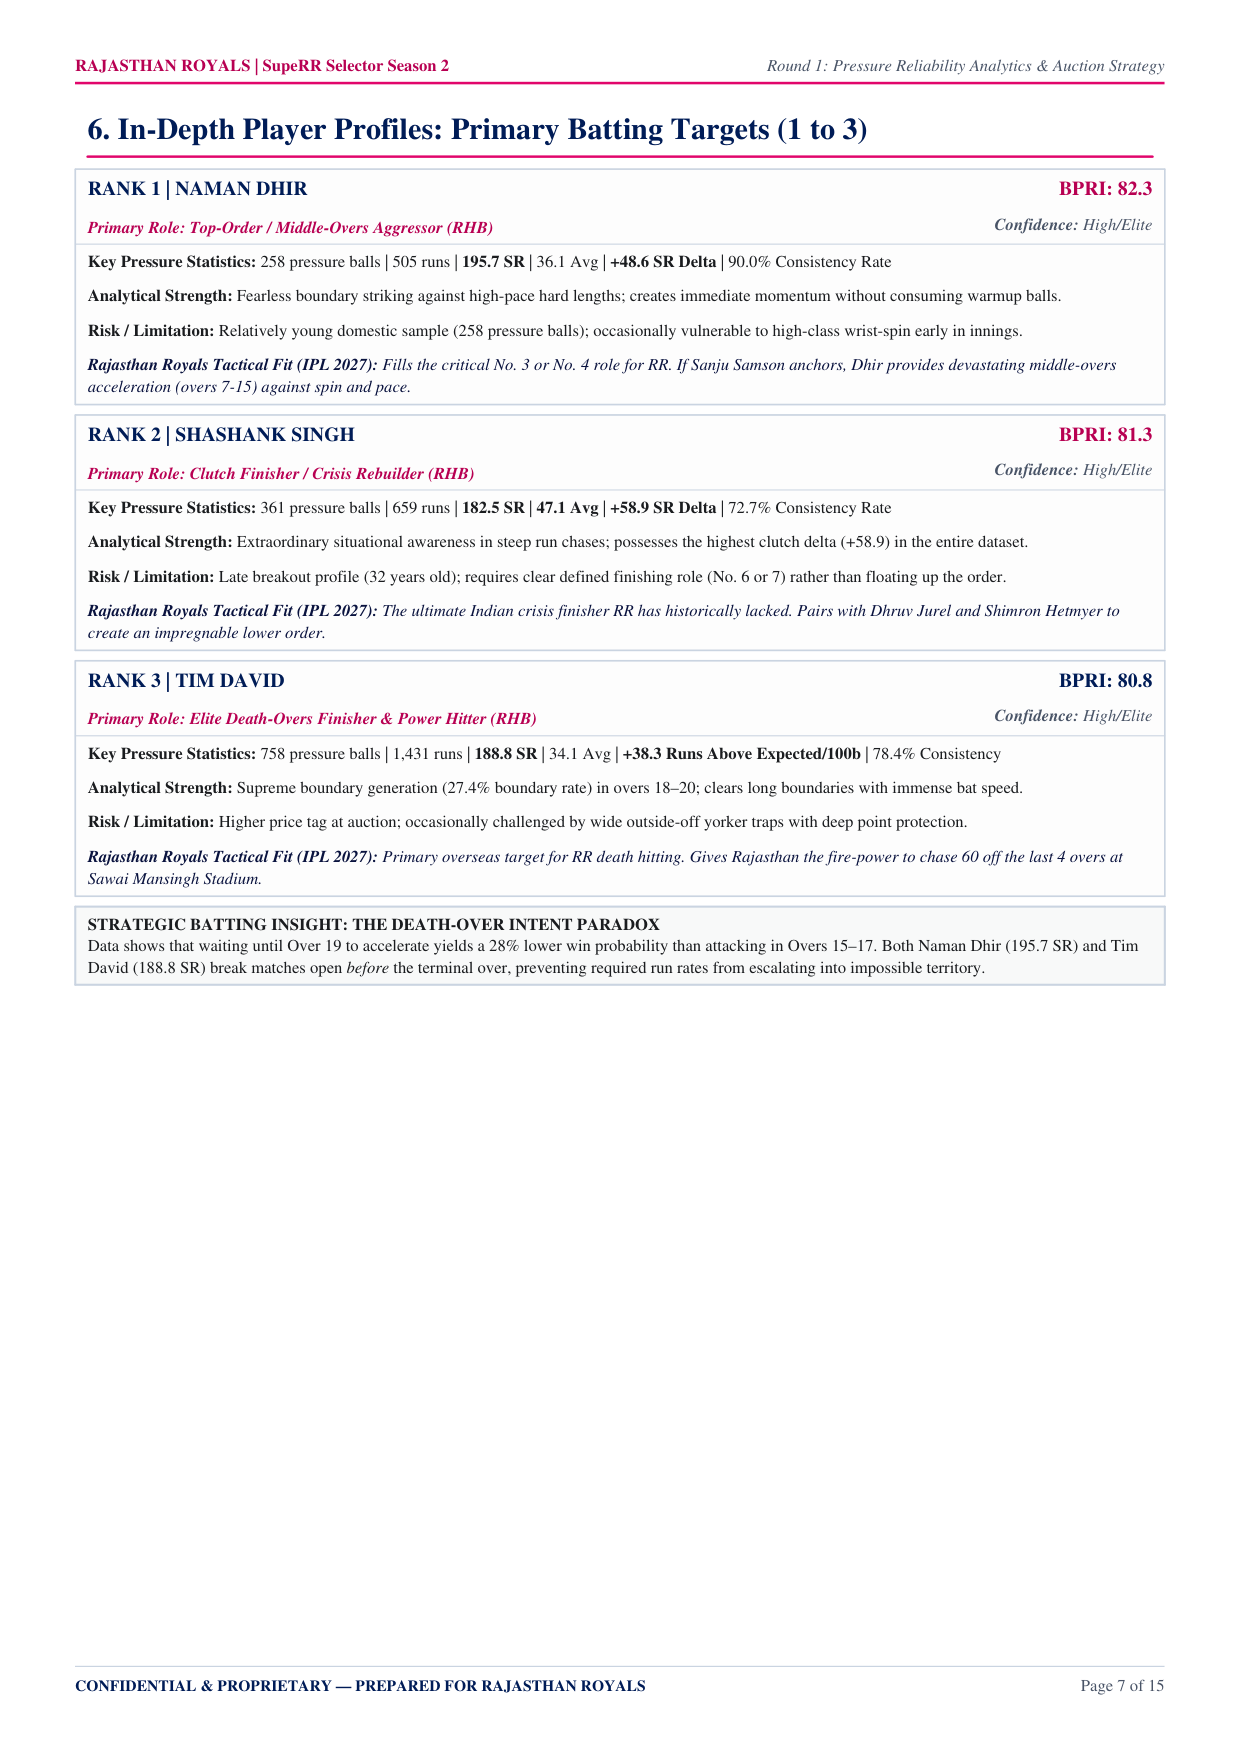 RAJASTHAN ROYALS | SupeRR Selector Season 2
Round 1: Pressure Reliability Analytics & Auction Strategy
6. In-Depth Player Profiles: Primary Batting Targets (1 to 3)
RANK 1 | NAMAN DHIR
BPRI: 82.3
Primary Role: Top-Order / Middle-Overs Aggressor (RHB)
Confidence: High/Elite
Key Pressure Statistics: 258 pressure balls | 505 runs | 195.7 SR | 36.1 Avg | +48.6 SR Delta | 90.0% Consistency Rate
Analytical Strength: Fearless boundary striking against high-pace hard lengths; creates immediate momentum without consuming warmup balls.
Risk / Limitation: Relatively young domestic sample (258 pressure balls); occasionally vulnerable to high-class wrist-spin early in innings.
Rajasthan Royals Tactical Fit (IPL 2027): Fills the critical No. 3 or No. 4 role for RR. If Sanju Samson anchors, Dhir provides devastating middle-overs
acceleration (overs 7-15) against spin and pace.
RANK 2 | SHASHANK SINGH
BPRI: 81.3
Primary Role: Clutch Finisher / Crisis Rebuilder (RHB)
Confidence: High/Elite
Key Pressure Statistics: 361 pressure balls | 659 runs | 182.5 SR | 47.1 Avg | +58.9 SR Delta | 72.7% Consistency Rate
Analytical Strength: Extraordinary situational awareness in steep run chases; possesses the highest clutch delta (+58.9) in the entire dataset.
Risk / Limitation: Late breakout profile (32 years old); requires clear defined finishing role (No. 6 or 7) rather than floating up the order.
Rajasthan Royals Tactical Fit (IPL 2027): The ultimate Indian crisis finisher RR has historically lacked. Pairs with Dhruv Jurel and Shimron Hetmyer to
create an impregnable lower order.
RANK 3 | TIM DAVID
BPRI: 80.8
Primary Role: Elite Death-Overs Finisher & Power Hitter (RHB)
Confidence: High/Elite
Key Pressure Statistics: 758 pressure balls | 1,431 runs | 188.8 SR | 34.1 Avg | +38.3 Runs Above Expected/100b | 78.4% Consistency
Analytical Strength: Supreme boundary generation (27.4% boundary rate) in overs 18–20; clears long boundaries with immense bat speed.
Risk / Limitation: Higher price tag at auction; occasionally challenged by wide outside-off yorker traps with deep point protection.
Rajasthan Royals Tactical Fit (IPL 2027): Primary overseas target for RR death hitting. Gives Rajasthan the fire-power to chase 60 off the last 4 overs at
Sawai Mansingh Stadium.
STRATEGIC BATTING INSIGHT: THE DEATH-OVER INTENT PARADOX
Data shows that waiting until Over 19 to accelerate yields a 28% lower win probability than attacking in Overs 15–17. Both Naman Dhir (195.7 SR) and Tim
David (188.8 SR) break matches open before the terminal over, preventing required run rates from escalating into impossible territory.
CONFIDENTIAL & PROPRIETARY — PREPARED FOR RAJASTHAN ROYALS
Page 7 of 15